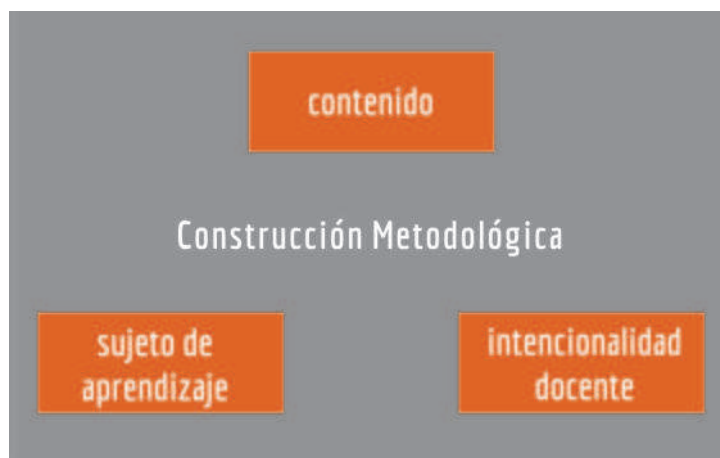 contenido
Construcción Metodológica
sujeto de
aprendizaje
intencionalidad
docente